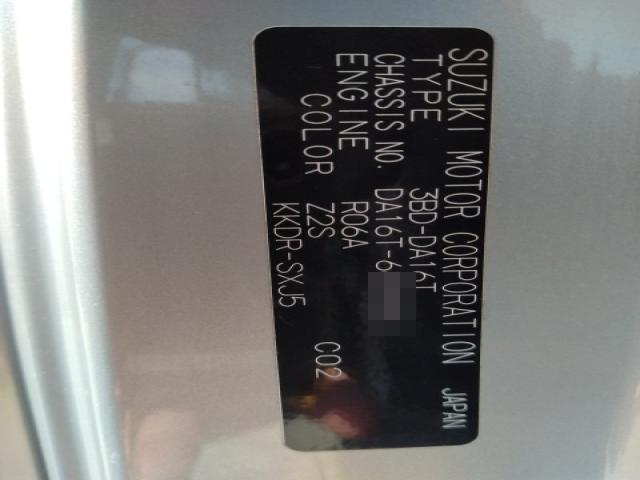 SUZUKI MOTOR CORPORATION JAPAN
TYPE 3BD-DA16T
CHASSIS NO. DA16T-6
ENGINE R06A
COLOR Z2S C02
KKDR-SXJ5